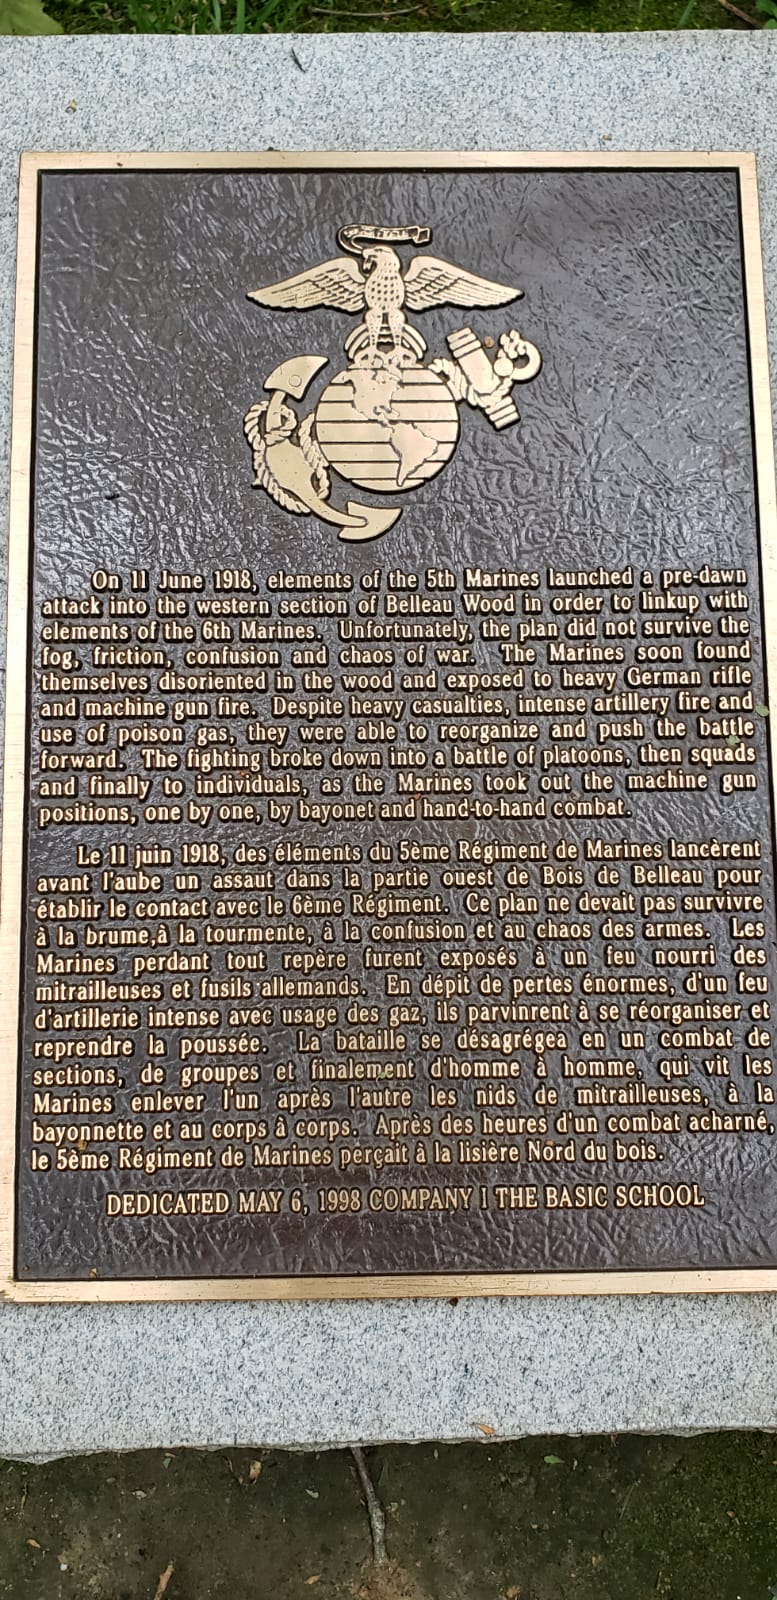 On 11 June 1918, elements of the 5th Marines launched a pre-dawn
attack into the western section of Belleau Wood in order to linkup with
elements of the 6th Marines. Unfortunately, the plan did not survive the
fog, friction, confusion and chaos of war. The Marines soon found
themselves disoriented in the wood and exposed to heavy German rifle
and machine gun fire. Despite heavy casualties, intense artillery fire and
use of poison gas, they were able to reorganize and push the battle
forward. The fighting broke down into a battle of platoons, then squads
and finally to individuals, as the Marines took out the machine gun
positions, one by one, by bayonet and hand-to-hand combat.
Le 11 juin 1918, des éléments du 5ème Régiment de Marines lancèrent
avant l'aube un assaut dans la partie ouest de Bois de Belleau pour
établir le contact avec le 6ème Régiment. Ce plan ne devait pas survivre
à la brume,à la tourmente, à la confusion et au chaos des armes. Les
Marines perdant tout repère furent exposés à un feu nourri des
mitrailleuses et fusils allemands. En dépit de pertes énormes, d'un feu
d'artillerie intense avec usage des gaz, ils parvinrent à se réorganiser et
reprendre la poussée. La bataille se désagrégea en un combat de
sections, de groupes et finalement d'homme à homme, qui vit les
Marines enlever l'un après l'autre les nids de mitrailleuses, à la
bayonnette et au corps à corps. Après des heures d'un combat acharné,
le 5ème Régiment de Marines perçait à la lisière Nord du bois.
DEDICATED MAY 6, 1998 COMPANY I THE BASIC SCHOOL